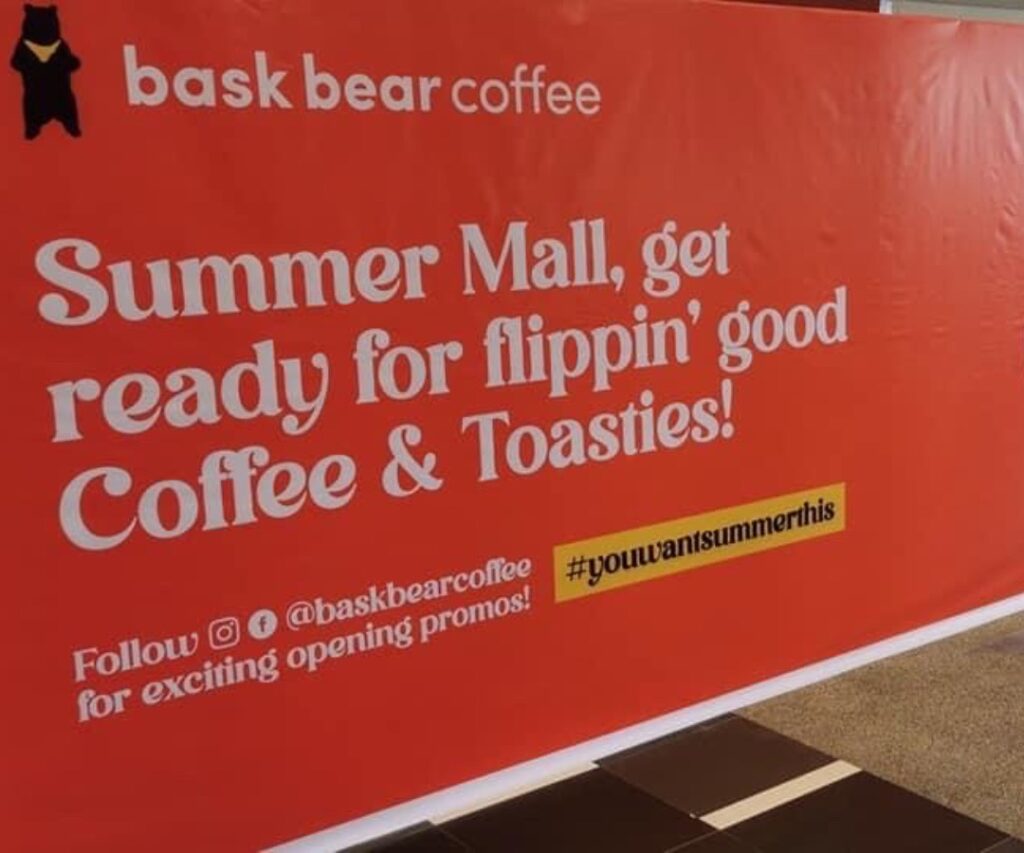 bask bear coffee
Summer Mall, get
ready for flippin' good
Coffee & Toasties!
#youwantsummerthis
Follow @baskbearcoffee
for exciting opening promos!